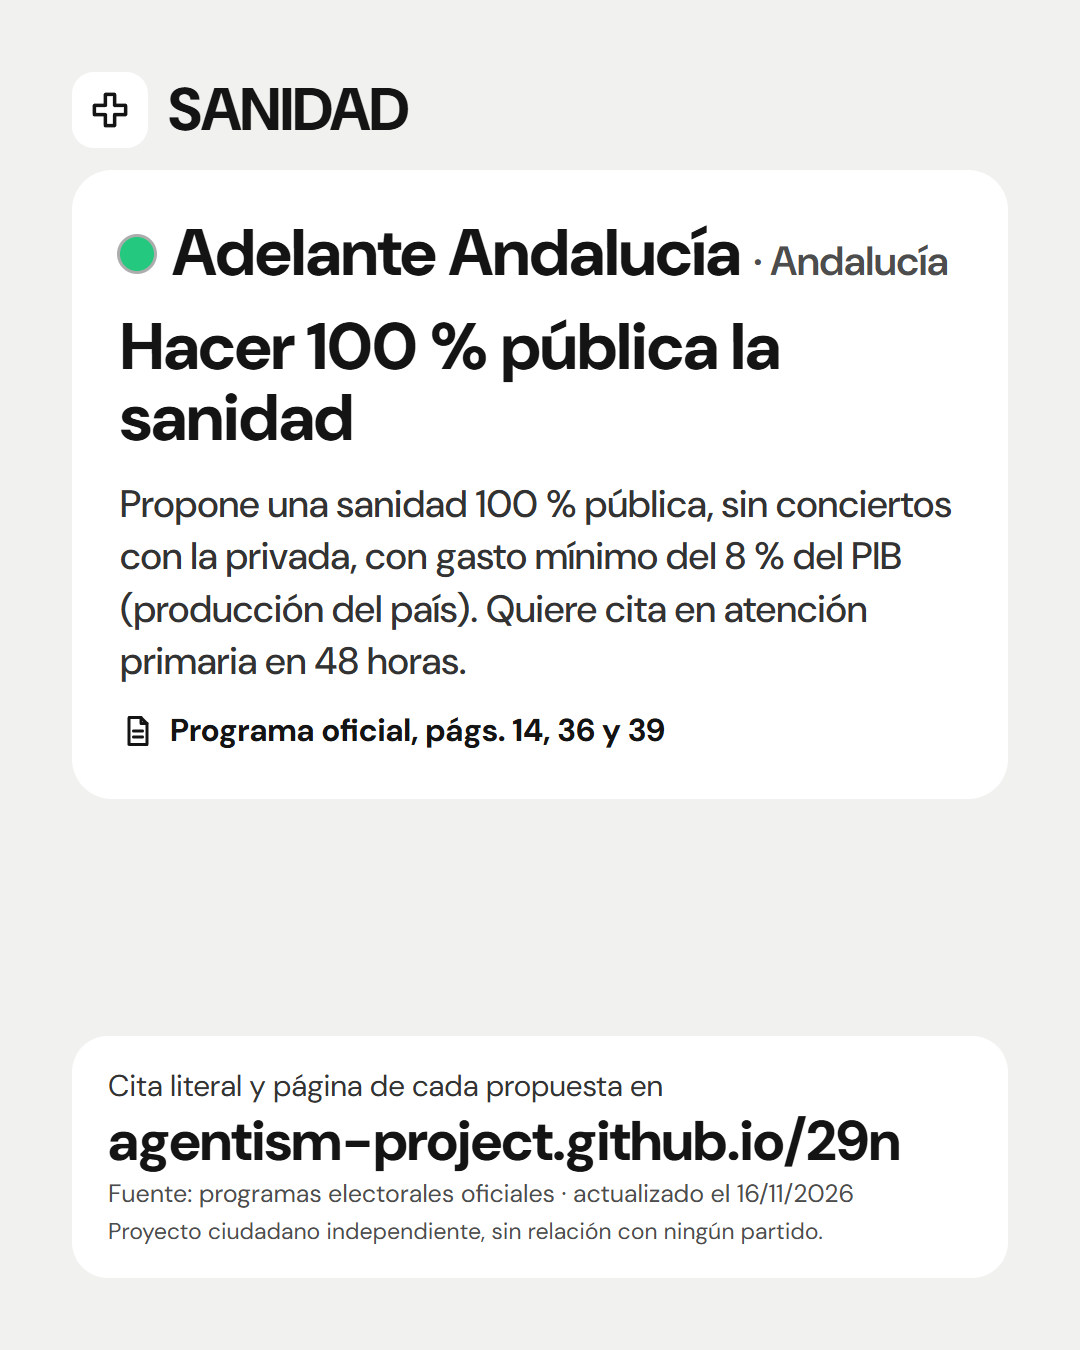 SANIDAD
Adelante Andalucía · Andalucía
Hacer 100 % pública la
sanidad
Propone una sanidad 100 % pública, sin conciertos
con la privada, con gasto mínimo del 8 % del PIB
(producción del país). Quiere cita en atención
primaria en 48 horas.
Programa oficial, págs. 14, 36 y 39
Cita literal y página de cada propuesta en
agentism-project.github.io/29n
Fuente: programas electorales oficiales · actualizado el 16/11/2026
Proyecto ciudadano independiente, sin relación con ningún partido.